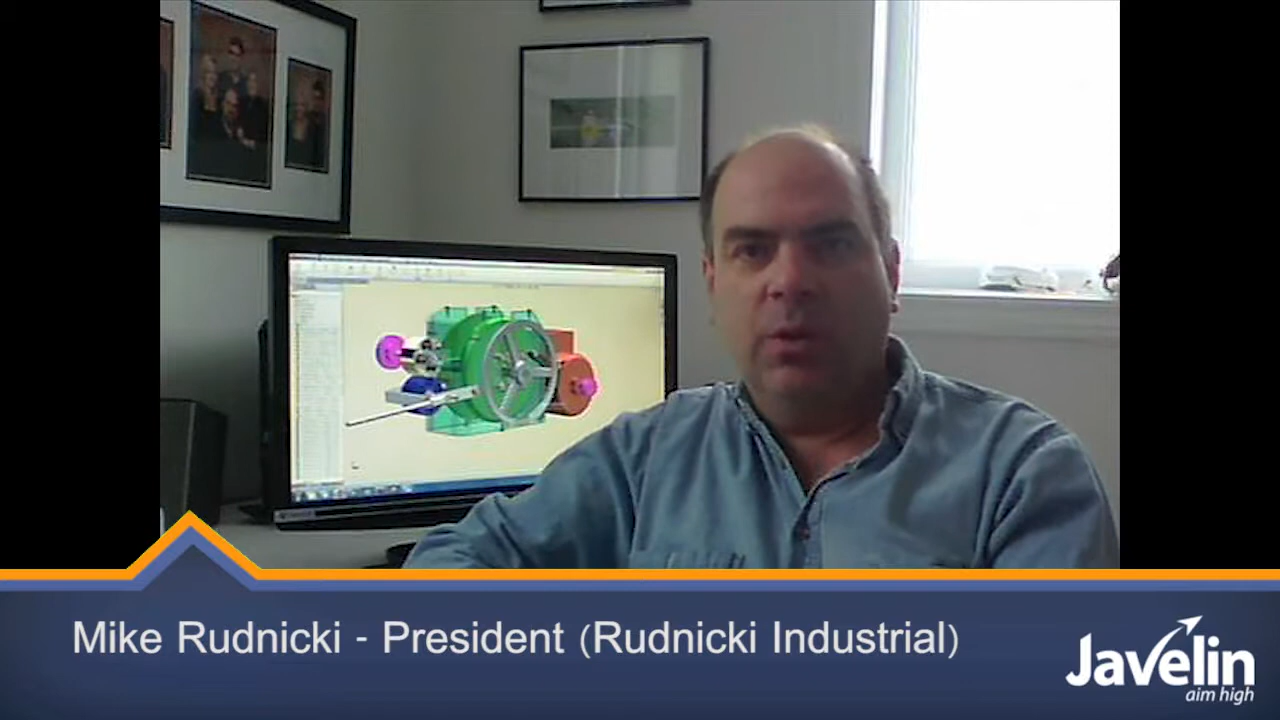 Mike Rudnicki - President (Rudnicki Industrial)
Javelin
aim high